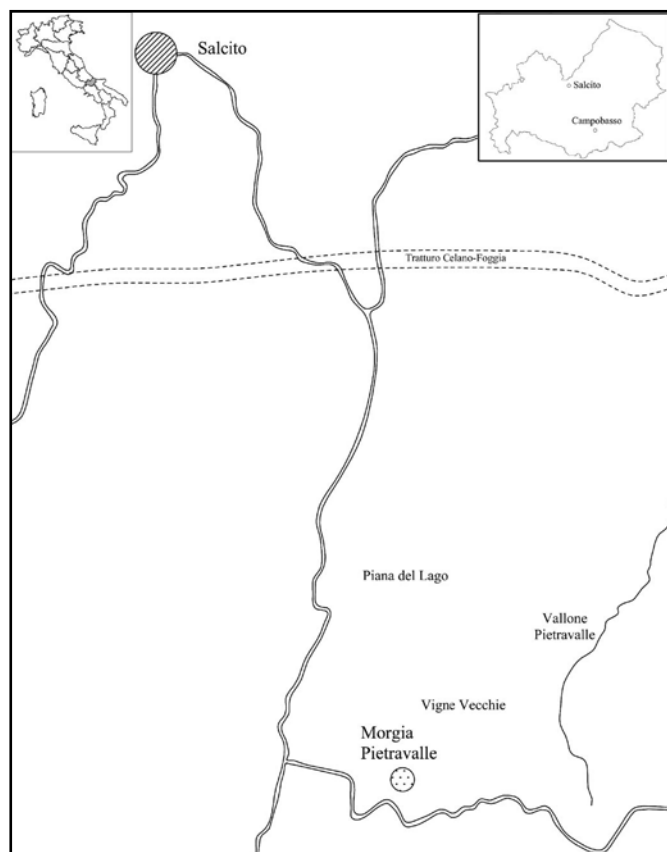 Salcito
Salcito
Campobasso
Tratturo Celano-Foggia
Piana del Lago
Vallone
Pietravalle
Vigne Vecchie
Morgia
Pietravalle